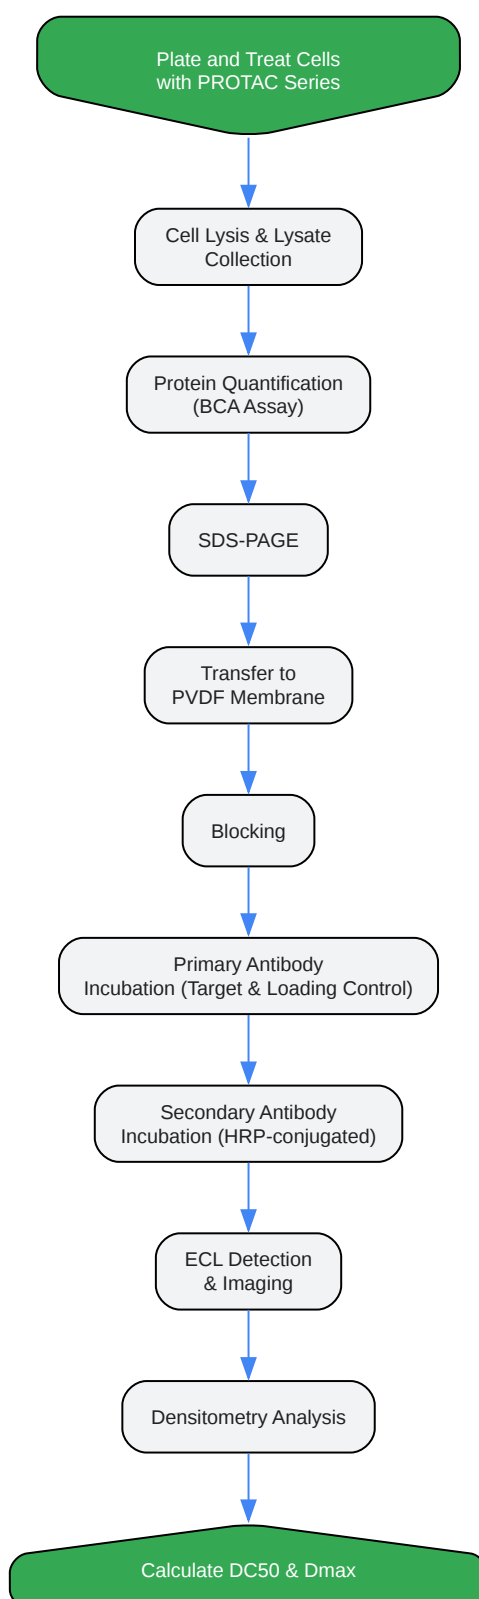 Plate and Treat Cells
with PROTAC Series
Cell Lysis & Lysate
Collection
Protein Quantification
(BCA Assay)
SDS-PAGE
Transfer to
PVDF Membrane
Blocking
Primary Antibody
Incubation (Target & Loading Control)
Secondary Antibody
Incubation (HRP-conjugated)
ECL Detection
& Imaging
Densitometry Analysis
Calculate DC50 & Dmax